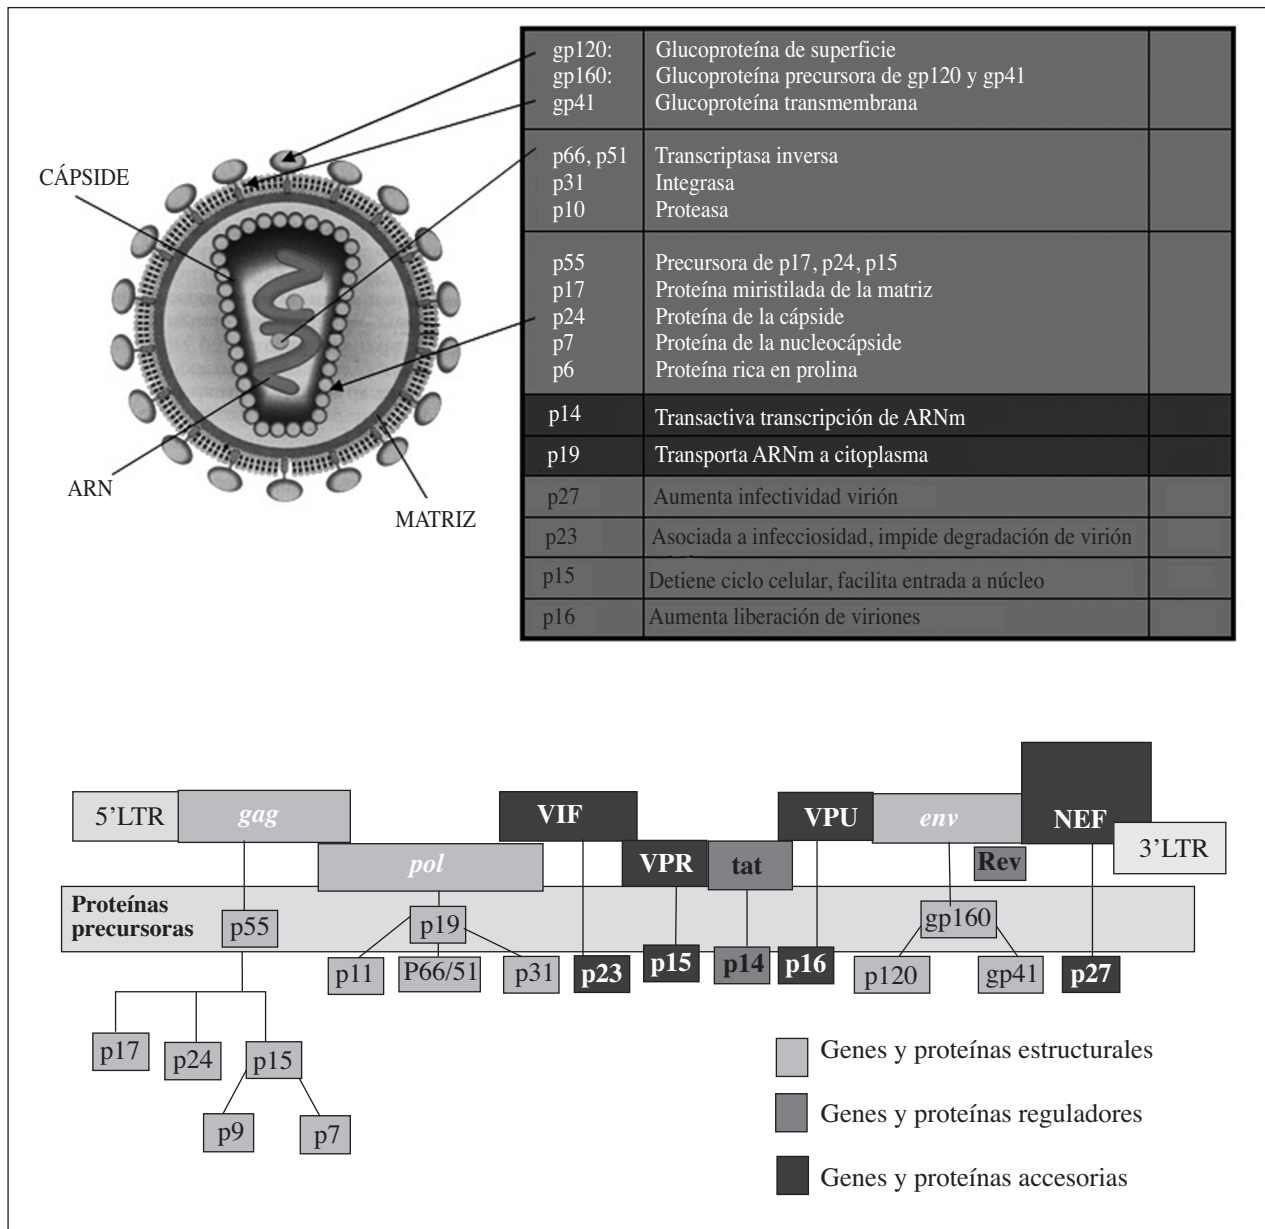 gp120: Glucoproteína de superficie
gp160: Glucoproteína precursora de gp120 y gp41
gp41 Glucoproteína transmembrana
p66, p51 Transcriptasa inversa
p31 Integrasa
p10 Proteasa
p55 Precursora de p17, p24, p15
p17 Proteína miristilada de la matriz
p24 Proteína de la cápside
p7 Proteína de la nucleocápside
p6 Proteína rica en prolina
p14 Transactiva transcripción de ARNm
p19 Transporta ARNm a citoplasma
p27 Aumenta infectividad virión
p23 Asociada a infecciosidad, impide degradación de virión
p15 Detiene ciclo celular, facilita entrada a núcleo
p16 Aumenta liberación de viriones
CÁPSIDE
ARN
MATRIZ
5’LTR gag VIF VPU env NEF
pol VPR tat Rev 3’LTR
Proteínas
precursoras
p55 p19 gp160
p11 P66/51 p31 p23 p15 p14 p16 p120 gp41 p27
p17 p24 p15
p9 p7
Genes y proteínas estructurales
Genes y proteínas reguladores
Genes y proteínas accesorias